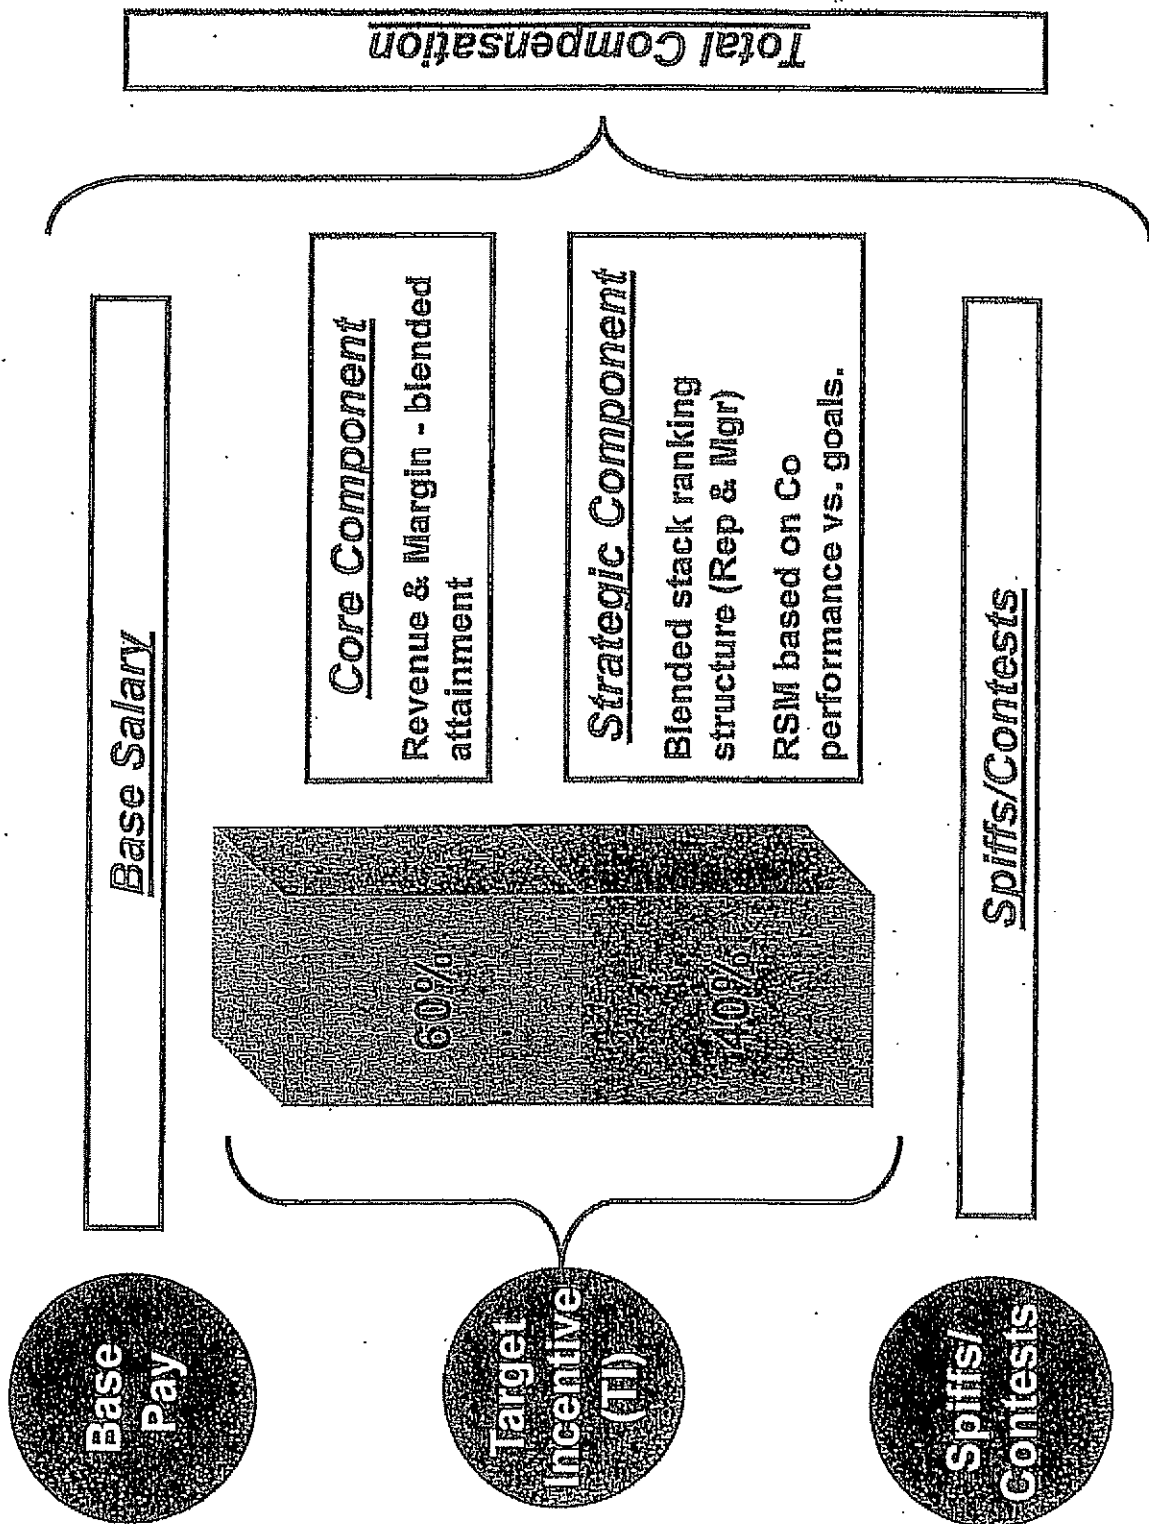 Base
Pay
Base Salary
Target
Incentive
(TI)
60%
40%
Core Component
Revenue & Margin - blended
attainment
Strategic Component
Blended stack ranking
structure (Rep & Mgr)
RSM based on Co
performance vs. goals.
Spiffs/
Contests
Spiffs/Contests
Total Compensation